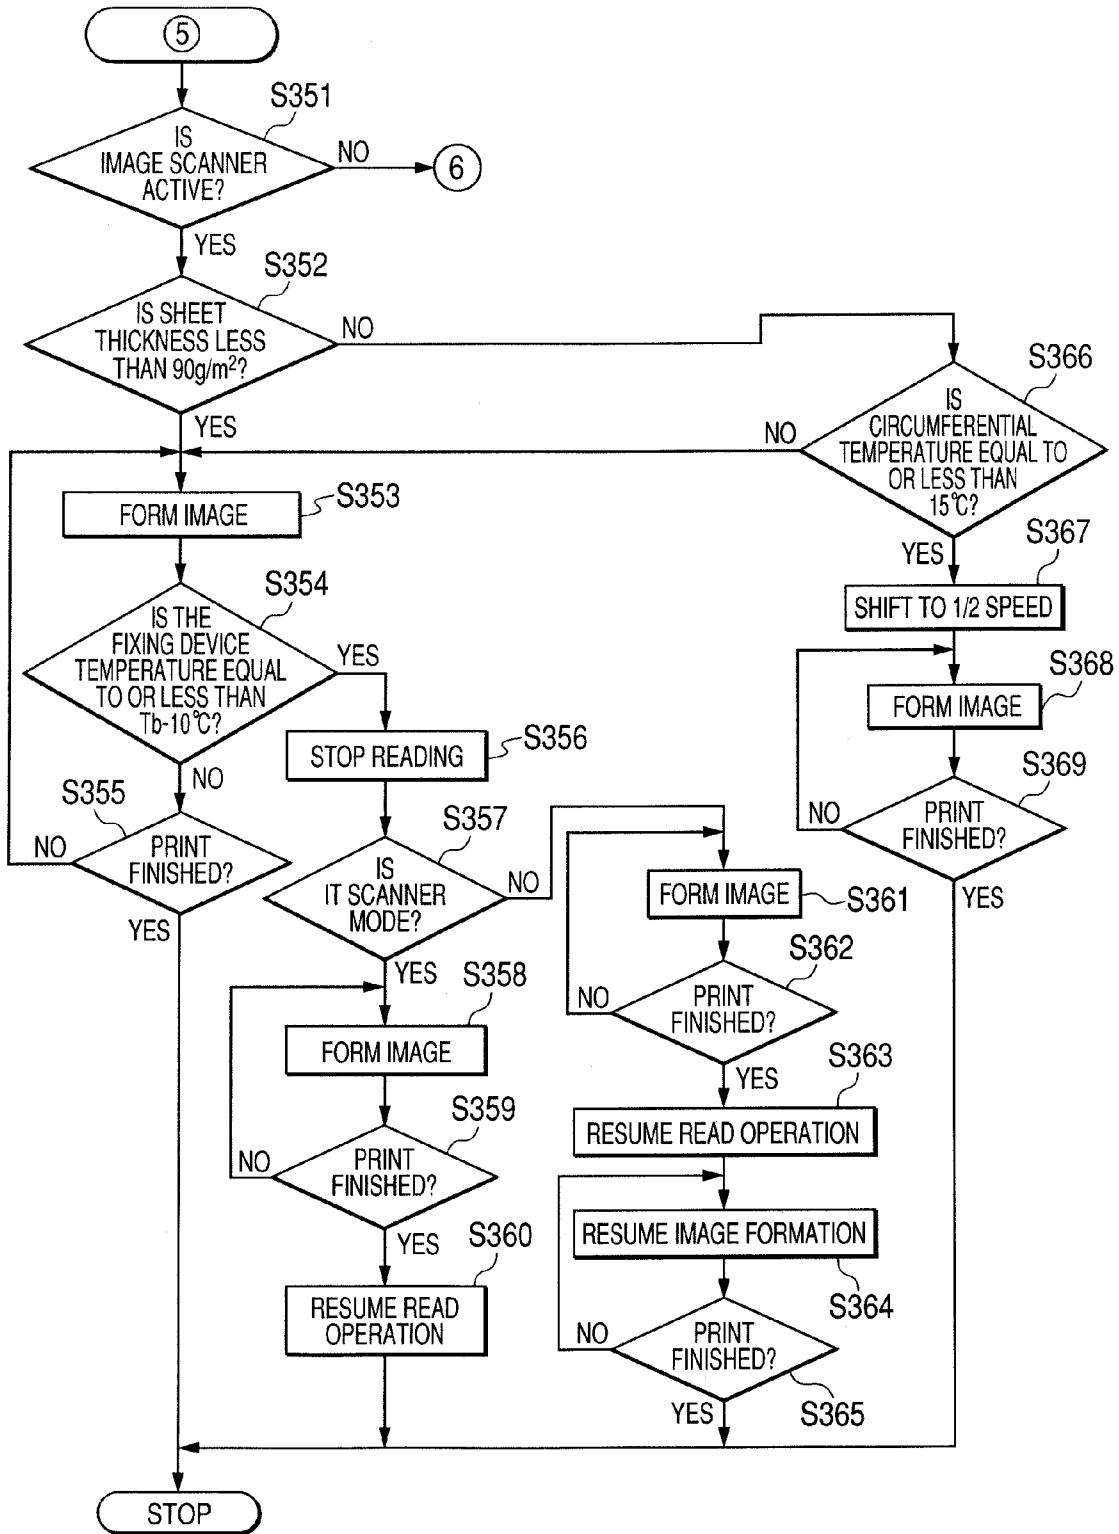 5
S351
IS
IMAGE SCANNER
ACTIVE?
NO
6
YES
S352
IS SHEET
THICKNESS LESS
THAN 90g/m²?
NO
YES
S366
IS
CIRCUMFERENTIAL
TEMPERATURE EQUAL TO
OR LESS THAN
15°C?
NO
YES
S353
FORM IMAGE
S367
SHIFT TO 1/2 SPEED
S354
IS THE
FIXING DEVICE
TEMPERATURE EQUAL
TO OR LESS THAN
Tb-10°C?
YES
NO
S368
FORM IMAGE
S356
STOP READING
S355
PRINT
FINISHED?
NO
YES
S369
PRINT
FINISHED?
NO
YES
S357
IS
IT SCANNER
MODE?
NO
YES
FORM IMAGE
S361
S362
PRINT
FINISHED?
NO
YES
S358
FORM IMAGE
S359
PRINT
FINISHED?
NO
YES
S363
RESUME READ OPERATION
RESUME IMAGE FORMATION
S364
S360
RESUME READ
OPERATION
PRINT
FINISHED?
NO
YES
S365
STOP